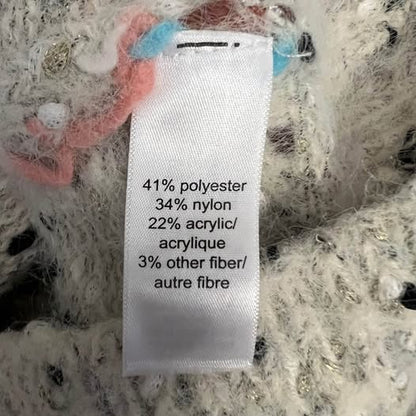 41% polyester
34% nylon
22% acrylic/
acrylique
3% other fiber/
autre fibre